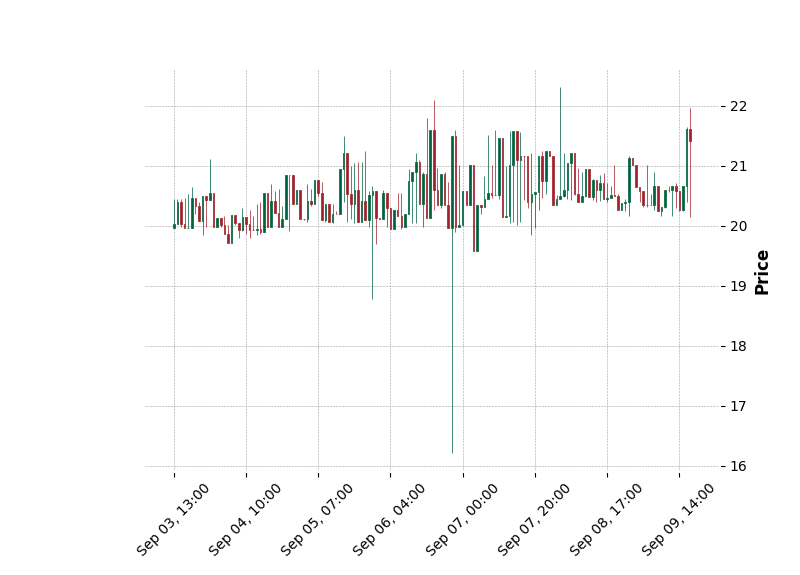 22
21
20
19
18
17
16
Price
Sep 03, 13:00
Sep 04, 10:00
Sep 05, 07:00
Sep 06, 04:00
Sep 07, 00:00
Sep 07, 20:00
Sep 08, 17:00
Sep 09, 14:00